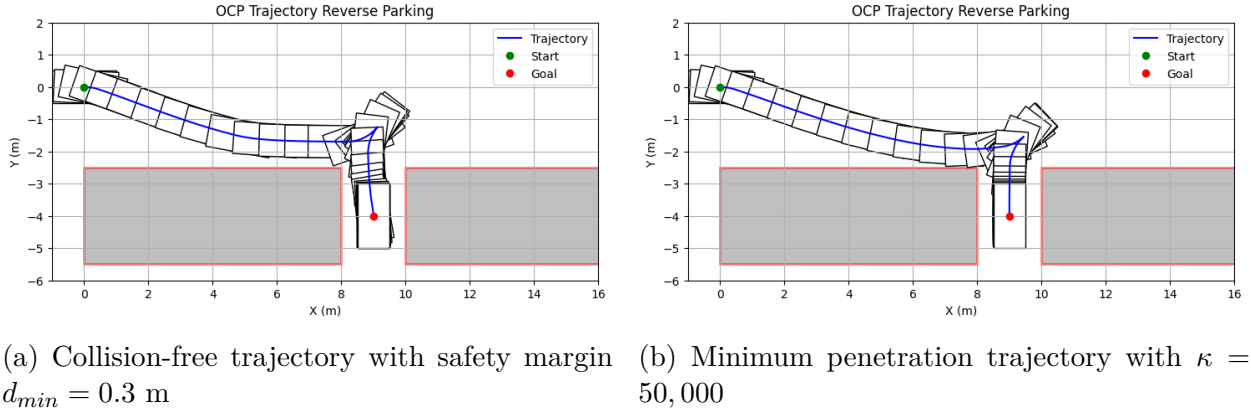 OCP Trajectory Reverse Parking
2
1
0
−1
−2
−3
−4
−5
−6
Y (m)
0
2
4
6
8
10
12
14
16
X (m)
Trajectory
Start
Goal
OCP Trajectory Reverse Parking
2
1
0
−1
−2
−3
−4
−5
−6
Y (m)
0
2
4
6
8
10
12
14
16
X (m)
Trajectory
Start
Goal
(a) Collision-free trajectory with safety margin
d_{min} = 0.3 m
(b) Minimum penetration trajectory with κ =
50,000